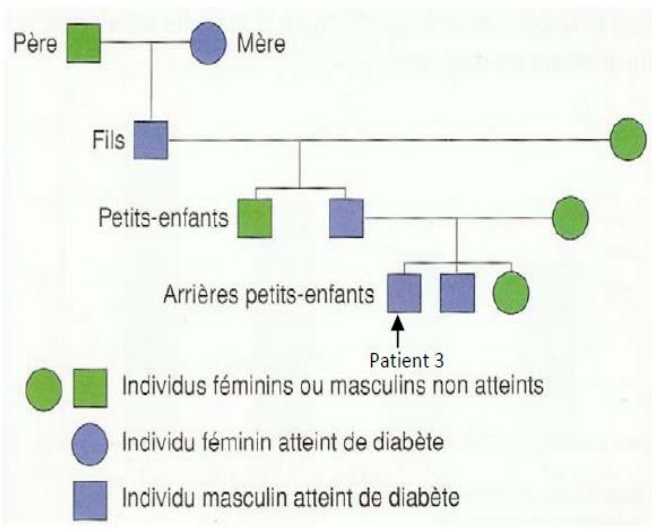 Père Mère
Fils
Petits-enfants
Arrières petits-enfants
Patient 3
Individus féminins ou masculins non atteints
Individu féminin atteint de diabète
Individu masculin atteint de diabète